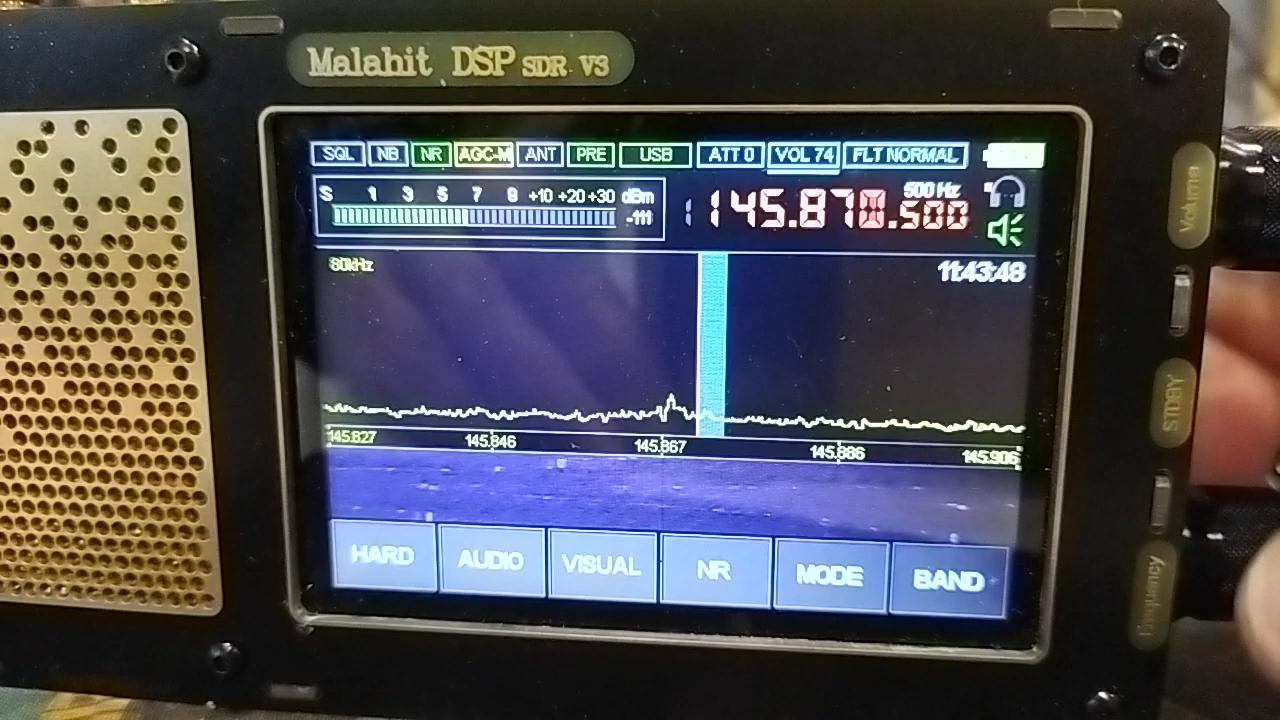 Malahit DSP SDR V3
SQL NB NR AGC-M ANT PRE USB ATT 0 VOL 74 FLT NORMAL
S 1 3 5 7 9 +10 +20 +30 dBm
-111
500 Hz
145.870.500
80kHz
11:43:48
145.827 145.846 145.867 145.886 145.906
HARD AUDIO VISUAL NR MODE BAND
Volume
STDBY
Frequency